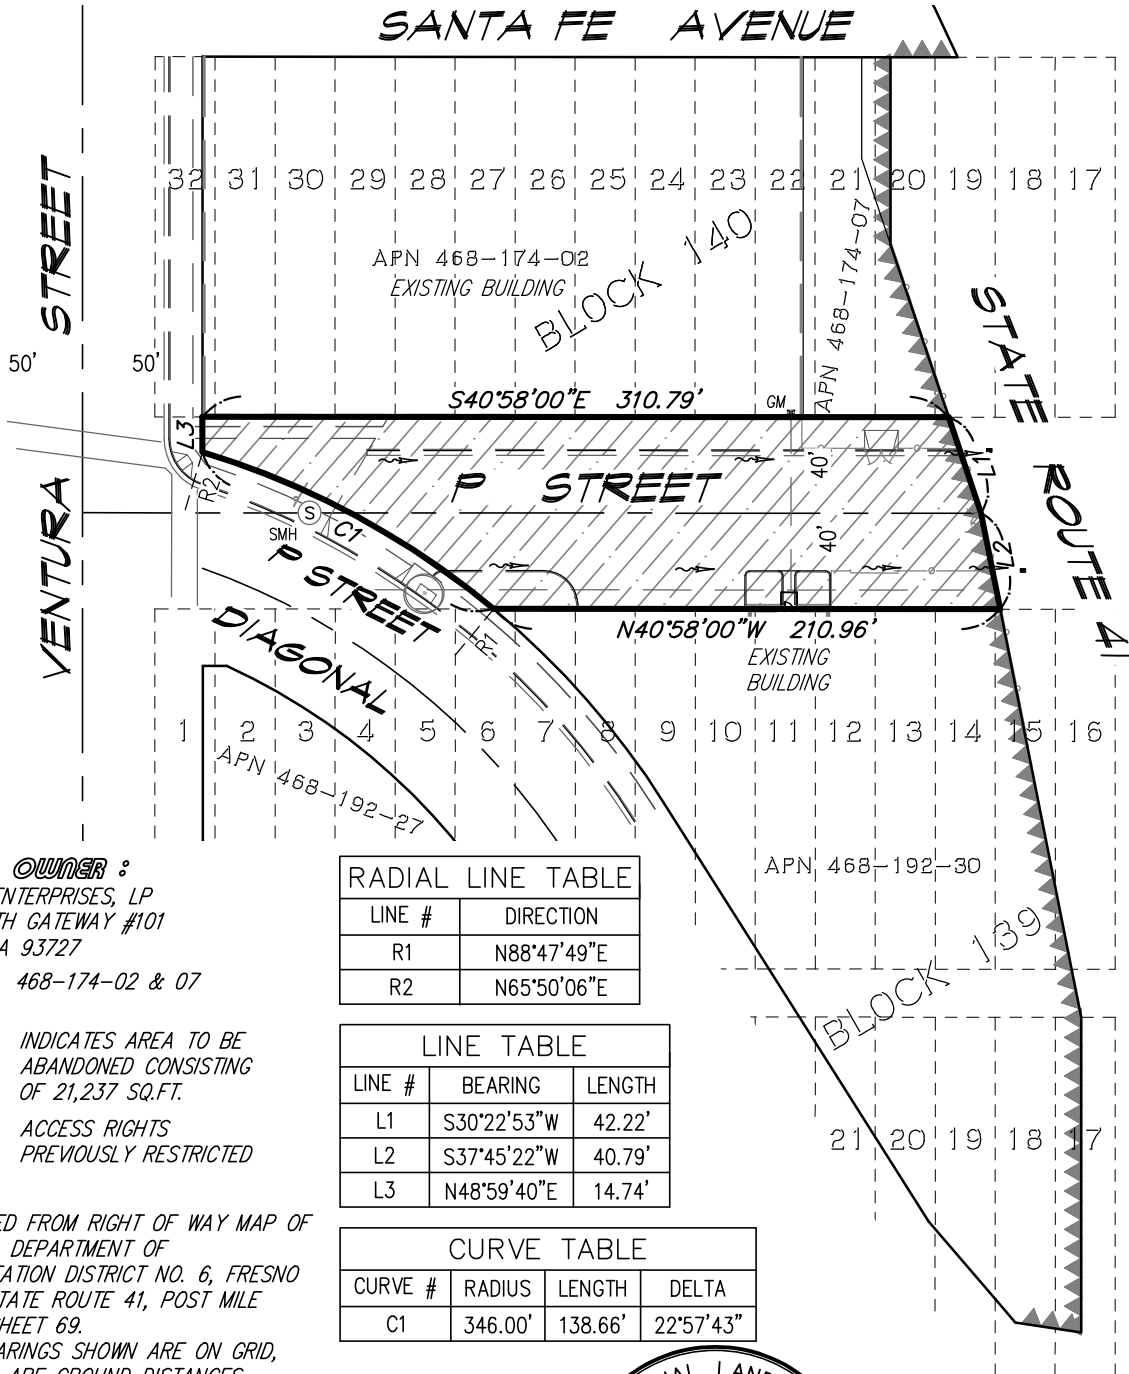 SANTA FE AVENUE
VENTURA STREET
STATE ROUTE 41
32 31 30 29 28 27 26 25 24 23 22 21 20 19 18 17
APN 468-174-02
EXISTING BUILDING
BLOCK 140
APN 468-174-07
50' 50'
S40°58'00"E 310.79'
GM
L3
R2
P STREET
40'
40'
L1
L2
S
SMH
C1
P STREET
DIAGONAL
R1
N40°58'00"W 210.96'
EXISTING
BUILDING
1 2 3 4 5 6 7 8 9 10 11 12 13 14 15 16
APN 468-192-27
APN 468-192-30
BLOCK 139
21 20 19 18 17
OWNER :
ENTERPRISES, LP
TH GATEWAY #101
A 93727
468-174-02 & 07
INDICATES AREA TO BE
ABANDONED CONSISTING
OF 21,237 SQ.FT.
ACCESS RIGHTS
PREVIOUSLY RESTRICTED
ED FROM RIGHT OF WAY MAP OF
DEPARTMENT OF
TATION DISTRICT NO. 6, FRESNO
TATE ROUTE 41, POST MILE
HEET 69.
ARINGS SHOWN ARE ON GRID,
ARE GROUND DISTANCES
RADIAL LINE TABLE
LINE # DIRECTION
R1 N88°47'49"E
R2 N65°50'06"E
LINE TABLE
LINE # BEARING LENGTH
L1 S30°22'53"W 42.22'
L2 S37°45'22"W 40.79'
L3 N48°59'40"E 14.74'
CURVE TABLE
CURVE # RADIUS LENGTH DELTA
C1 346.00' 138.66' 22°57'43"
LAND